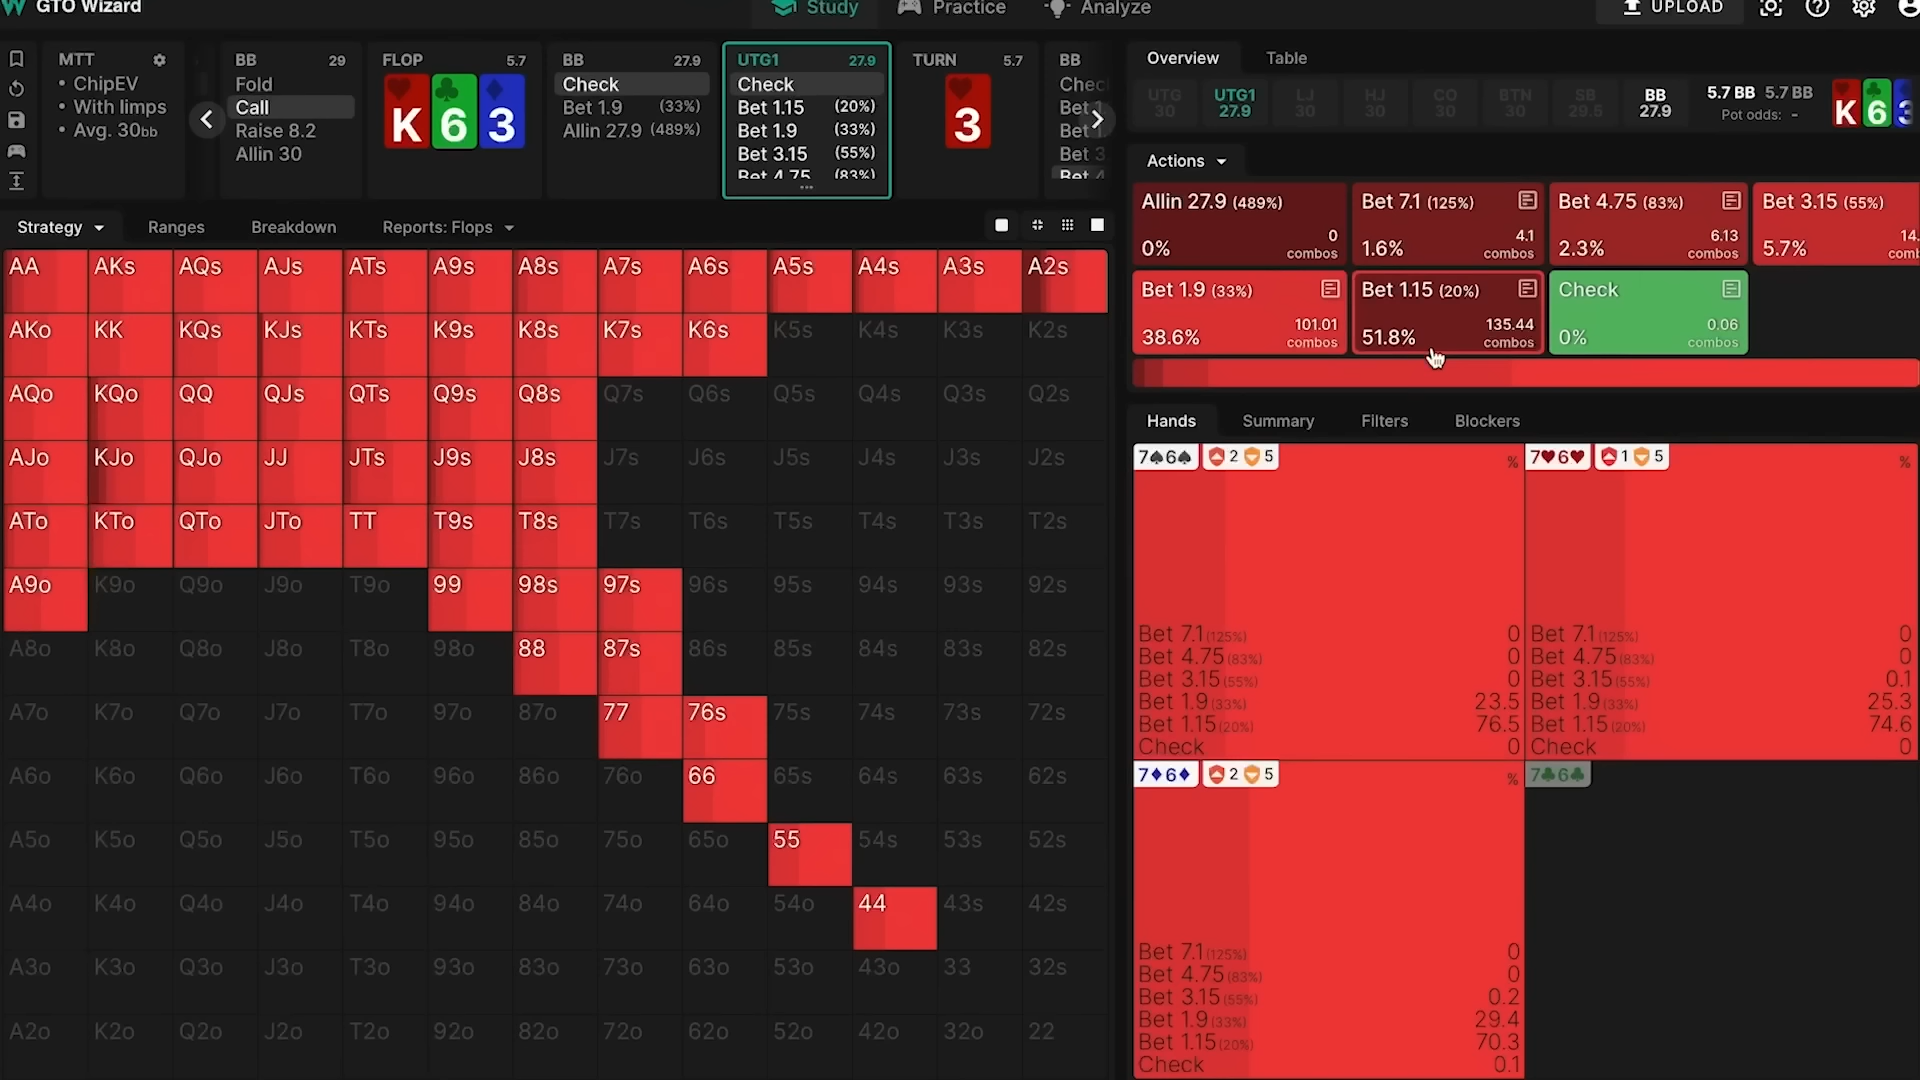 GTO Wizard
Study
Practice
Analyze
UPLOAD
MTT
• ChipEV
• With limps
• Avg. 30bb
BB 29
Fold
Call
Raise 8.2
Allin 30
FLOP 5.7
K 6 3
BB 27.9
Check
Bet 1.9 (33%)
Allin 27.9 (489%)
UTG1 27.9
Check
Bet 1.15 (20%)
Bet 1.9 (33%)
Bet 3.15 (55%)
Bet 4.75 (83%)
TURN 5.7
3
BB
Overview
Table
UTG 30
UTG1 27.9
LJ 30
HJ 30
CO 30
BTN 30
SB 29.5
BB 27.9
5.7 BB 5.7 BB
Pot odds: -
K 6 3
Strategy
Ranges
Breakdown
Reports: Flops
Actions
Allin 27.9 (489%)
0%
0 combos
Bet 7.1 (125%)
1.6%
4.1 combos
Bet 4.75 (83%)
2.3%
6.13 combos
Bet 3.15 (55%)
5.7%
Bet 1.9 (33%)
38.6%
101.01 combos
Bet 1.15 (20%)
51.8%
135.44 combos
Check
0%
0.06 combos
AA AKs AQs AJs ATs A9s A8s A7s A6s A5s A4s A3s A2s
AKo KK KQs KJs KTs K9s K8s K7s K6s K5s K4s K3s K2s
AQo KQo QQ QJs QTs Q9s Q8s Q7s Q6s Q5s Q4s Q3s Q2s
AJo KJo QJo JJ JTs J9s J8s J7s J6s J5s J4s J3s J2s
ATo KTo QTo JTo TT T9s T8s T7s T6s T5s T4s T3s T2s
A9o K9o Q9o J9o T9o 99 98s 97s 96s 95s 94s 93s 92s
A8o K8o Q8o J8o T8o 98o 88 87s 86s 85s 84s 83s 82s
A7o K7o Q7o J7o T7o 97o 87o 77 76s 75s 74s 73s 72s
A6o K6o Q6o J6o T6o 96o 86o 76o 66 65s 64s 63s 62s
A5o K5o Q5o J5o T5o 95o 85o 75o 65o 55 54s 53s 52s
A4o K4o Q4o J4o T4o 94o 84o 74o 64o 54o 44 43s 42s
A3o K3o Q3o J3o T3o 93o 83o 73o 63o 53o 43o 33 32s
A2o K2o Q2o J2o T2o 92o 82o 72o 62o 52o 42o 32o 22
Hands
Summary
Filters
Blockers
7♠6♠ 2 5 %
Bet 7.1 (125%) 0
Bet 4.75 (83%) 0
Bet 3.15 (55%) 0
Bet 1.9 (33%) 23.5
Bet 1.15 (20%) 76.5
Check 0
7♥6♥ 1 5 %
Bet 7.1 (125%) 0
Bet 4.75 (83%) 0
Bet 3.15 (55%) 0.1
Bet 1.9 (33%) 25.3
Bet 1.15 (20%) 74.6
Check 0
7♦6♦ 2 5 %
Bet 7.1 (125%) 0
Bet 4.75 (83%) 0
Bet 3.15 (55%) 0.2
Bet 1.9 (33%) 29.4
Bet 1.15 (20%) 70.3
Check 0.1
7♣6♣